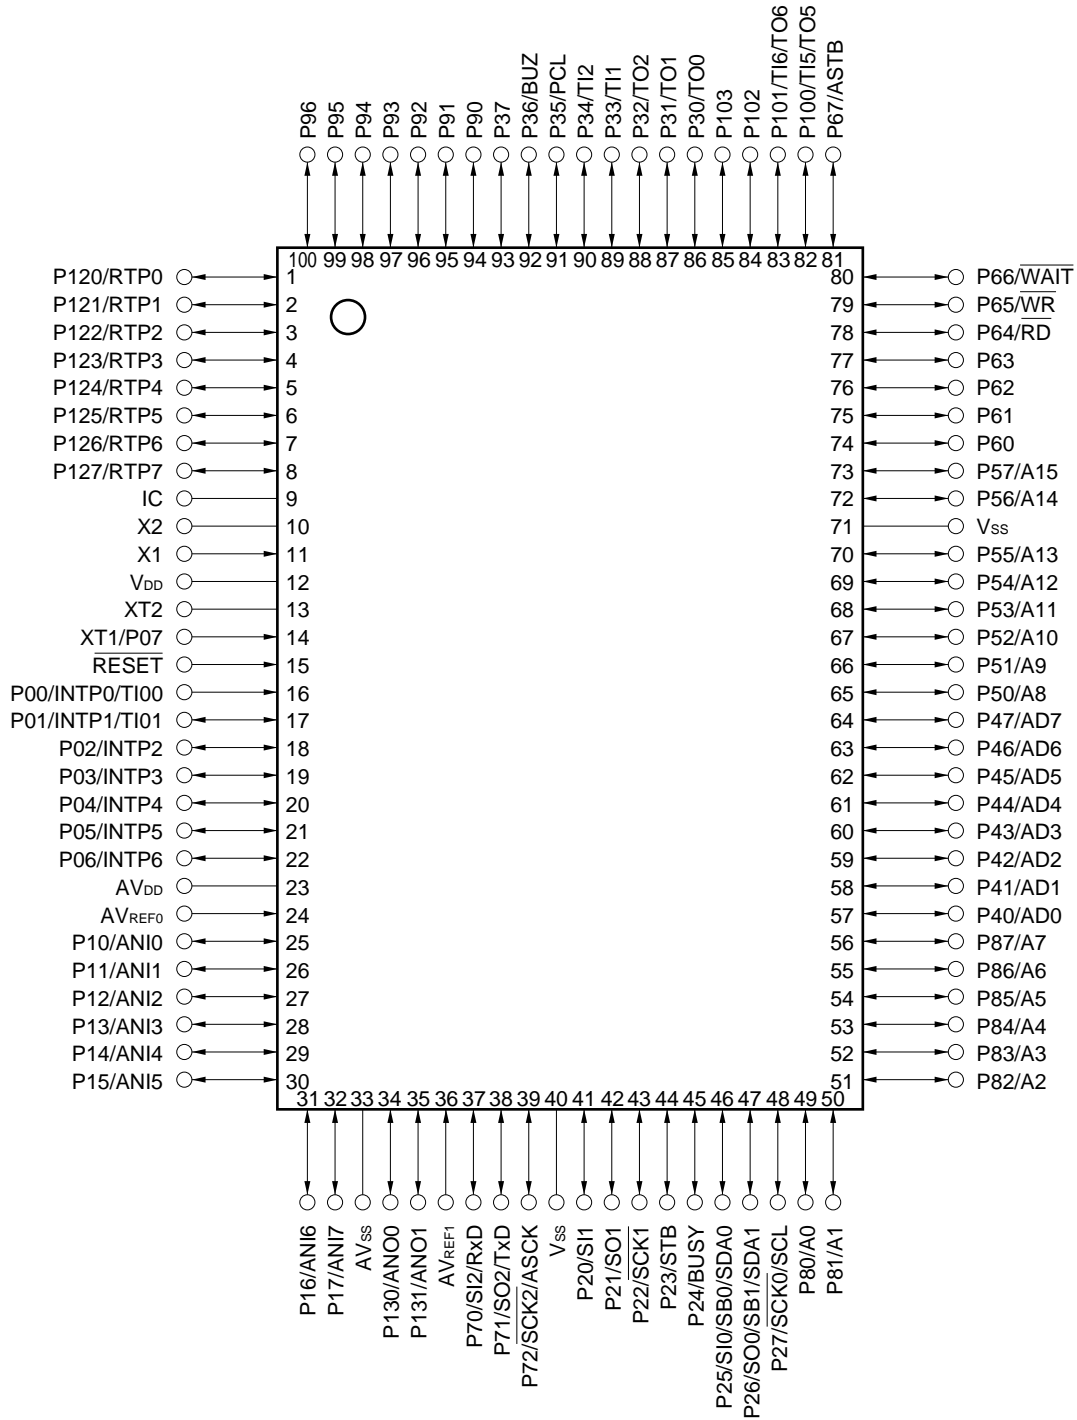 P96
P95
P94
P93
P92
P91
P90
P37
P36/BUZ
P35/PCL
P34/TI2
P33/TI1
P32/TO2
P31/TO1
P30/TO0
P103
P102
P101/TI6/TO6
P100/TI5/TO5
P67/ASTB
100 99 98 97 96 95 94 93 92 91 90 89 88 87 86 85 84 83 82 81
P120/RTP0 1 80 P66/W̅A̅I̅T̅
P121/RTP1 2 79 P65/W̅R̅
P122/RTP2 3 78 P64/R̅D̅
P123/RTP3 4 77 P63
P124/RTP4 5 76 P62
P125/RTP5 6 75 P61
P126/RTP6 7 74 P60
P127/RTP7 8 73 P57/A15
IC 9 72 P56/A14
X2 10 71 VSS
X1 11 70 P55/A13
VDD 12 69 P54/A12
XT2 13 68 P53/A11
XT1/P07 14 67 P52/A10
R̅E̅S̅E̅T̅ 15 66 P51/A9
P00/INTP0/TI00 16 65 P50/A8
P01/INTP1/TI01 17 64 P47/AD7
P02/INTP2 18 63 P46/AD6
P03/INTP3 19 62 P45/AD5
P04/INTP4 20 61 P44/AD4
P05/INTP5 21 60 P43/AD3
P06/INTP6 22 59 P42/AD2
AVDD 23 58 P41/AD1
AVREF0 24 57 P40/AD0
P10/ANI0 25 56 P87/A7
P11/ANI1 26 55 P86/A6
P12/ANI2 27 54 P85/A5
P13/ANI3 28 53 P84/A4
P14/ANI4 29 52 P83/A3
P15/ANI5 30 51 P82/A2
31 32 33 34 35 36 37 38 39 40 41 42 43 44 45 46 47 48 49 50
P16/ANI6
P17/ANI7
AVSS
P130/ANO0
P131/ANO1
AVREF1
P70/SI2/RxD
P71/SO2/TxD
P72/S̅C̅K̅2̅/ASCK
VSS
P20/SI1
P21/SO1
P22/S̅C̅K̅1̅
P23/STB
P24/BUSY
P25/SI0/SB0/SDA0
P26/SO0/SB1/SDA1
P27/S̅C̅K̅0̅/SCL
P80/A0
P81/A1